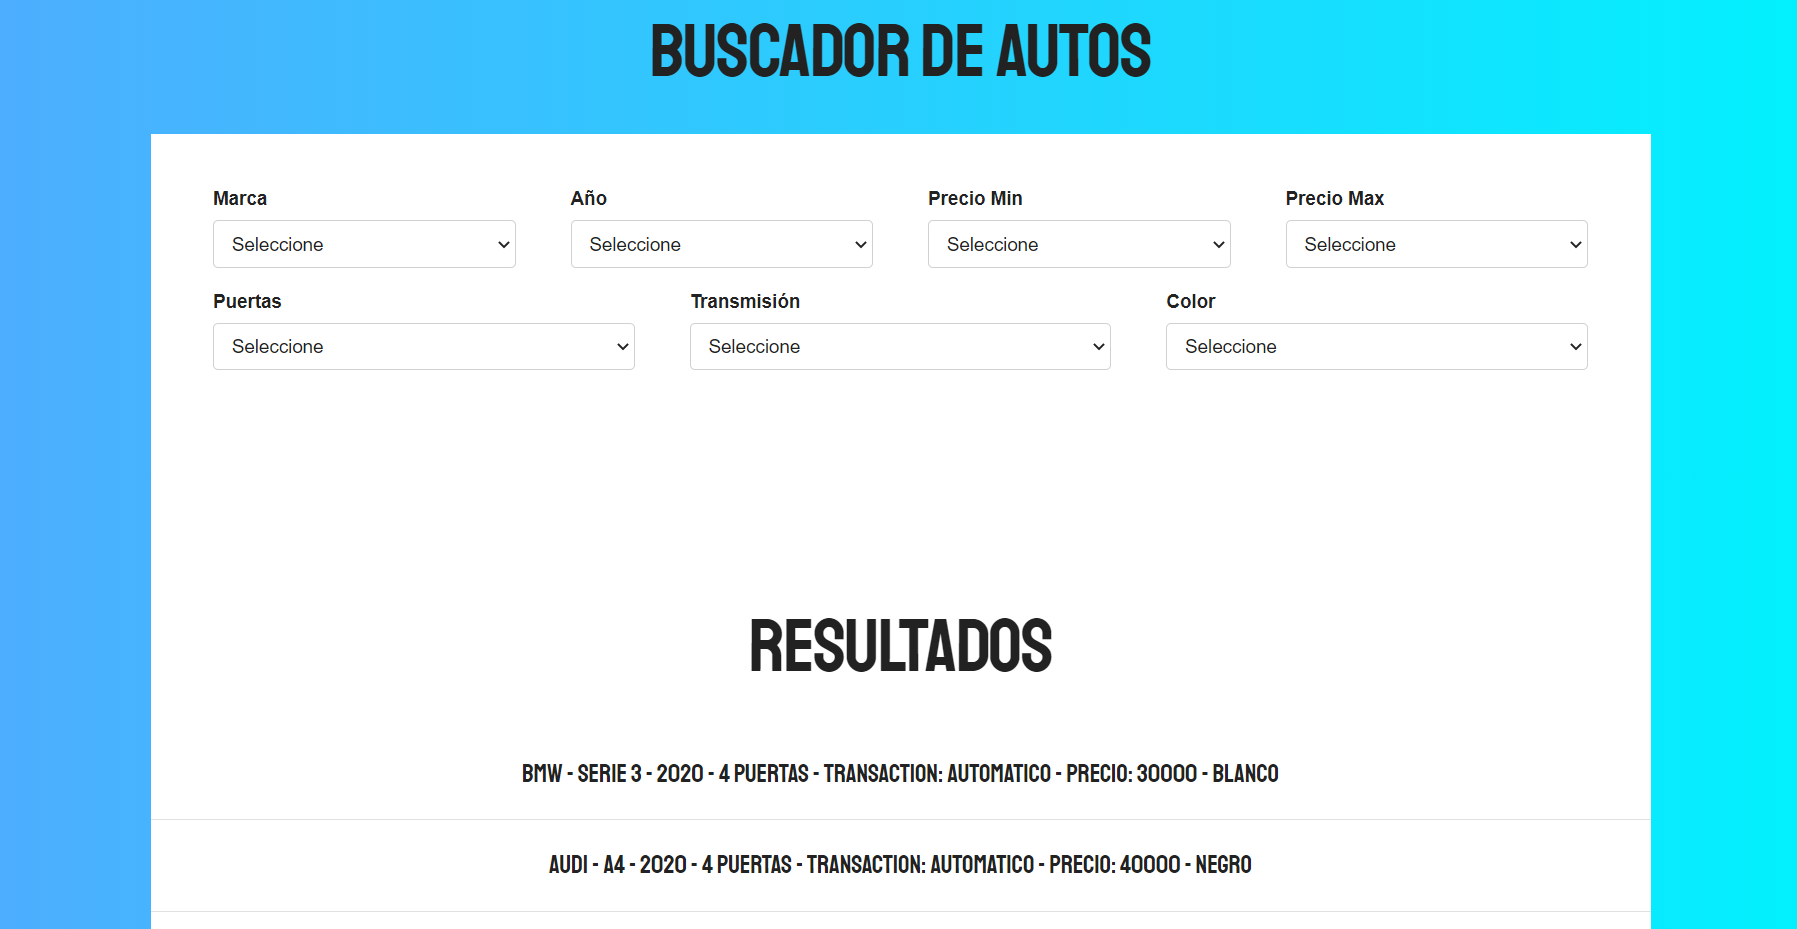 BUSCADOR DE AUTOS
Marca Año Precio Min Precio Max
Seleccione Seleccione Seleccione Seleccione
Puertas Transmisión Color
Seleccione Seleccione Seleccione
RESULTADOS
BMW - SERIE 3 - 2020 - 4 PUERTAS - TRANSACTION: AUTOMATICO - PRECIO: 30000 - BLANCO
AUDI - A4 - 2020 - 4 PUERTAS - TRANSACTION: AUTOMATICO - PRECIO: 40000 - NEGRO